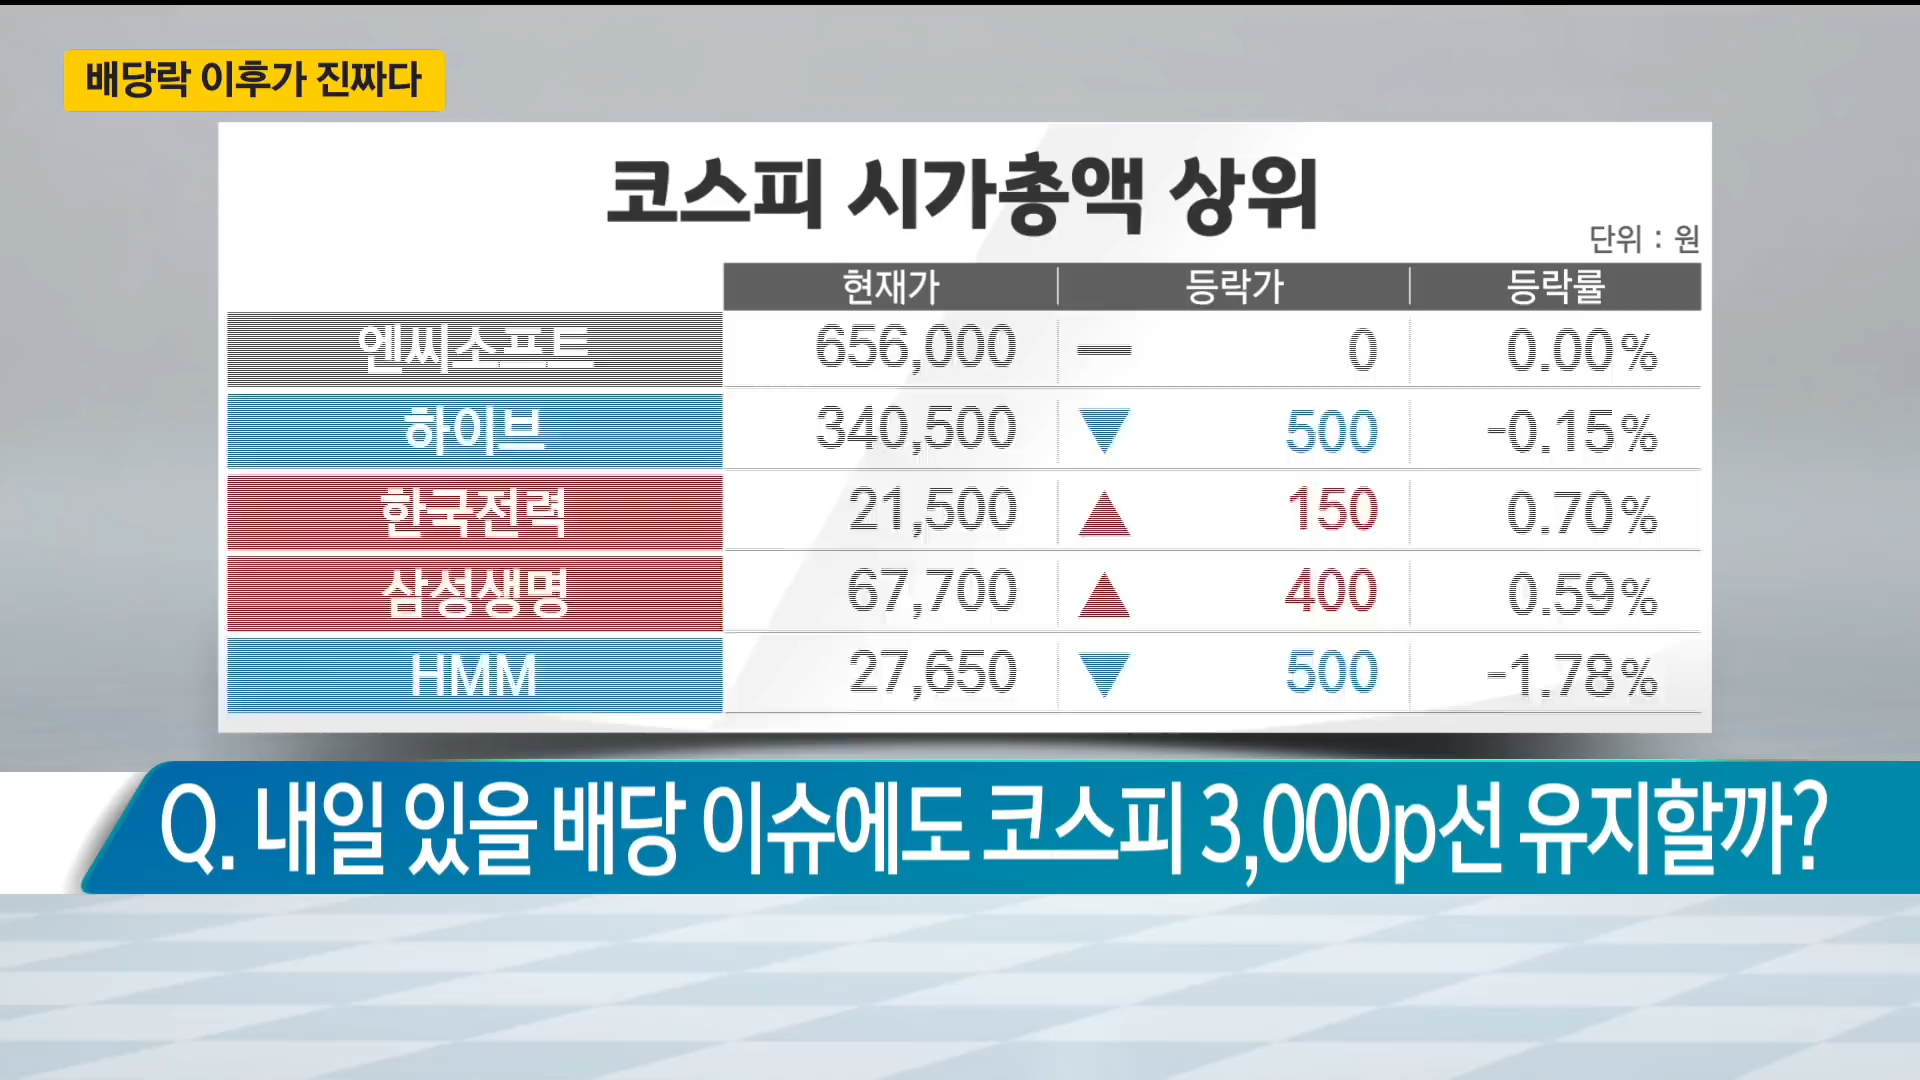 배당락 이후가 진짜다
코스피 시가총액 상위
단위 : 원
현재가 등락가 등락률
엔씨소프트 656,000 — 0 0.00%
하이브 340,500 ▼ 500 -0.15%
한국전력 21,500 ▲ 150 0.70%
삼성생명 67,700 ▲ 400 0.59%
HMM 27,650 ▼ 500 -1.78%
Q. 내일 있을 배당 이슈에도 코스피 3,000p선 유지할까?